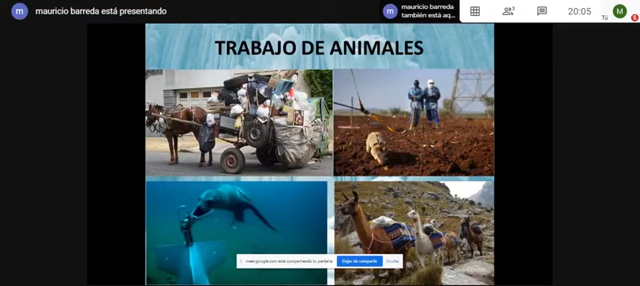 m mauricio barreda está presentando
m mauricio barreda
también está aq...
3
20:05
Tú
M
TRABAJO DE ANIMALES
meet.google.com está compartiendo tu pantalla.
Dejar de compartir
Ocultar